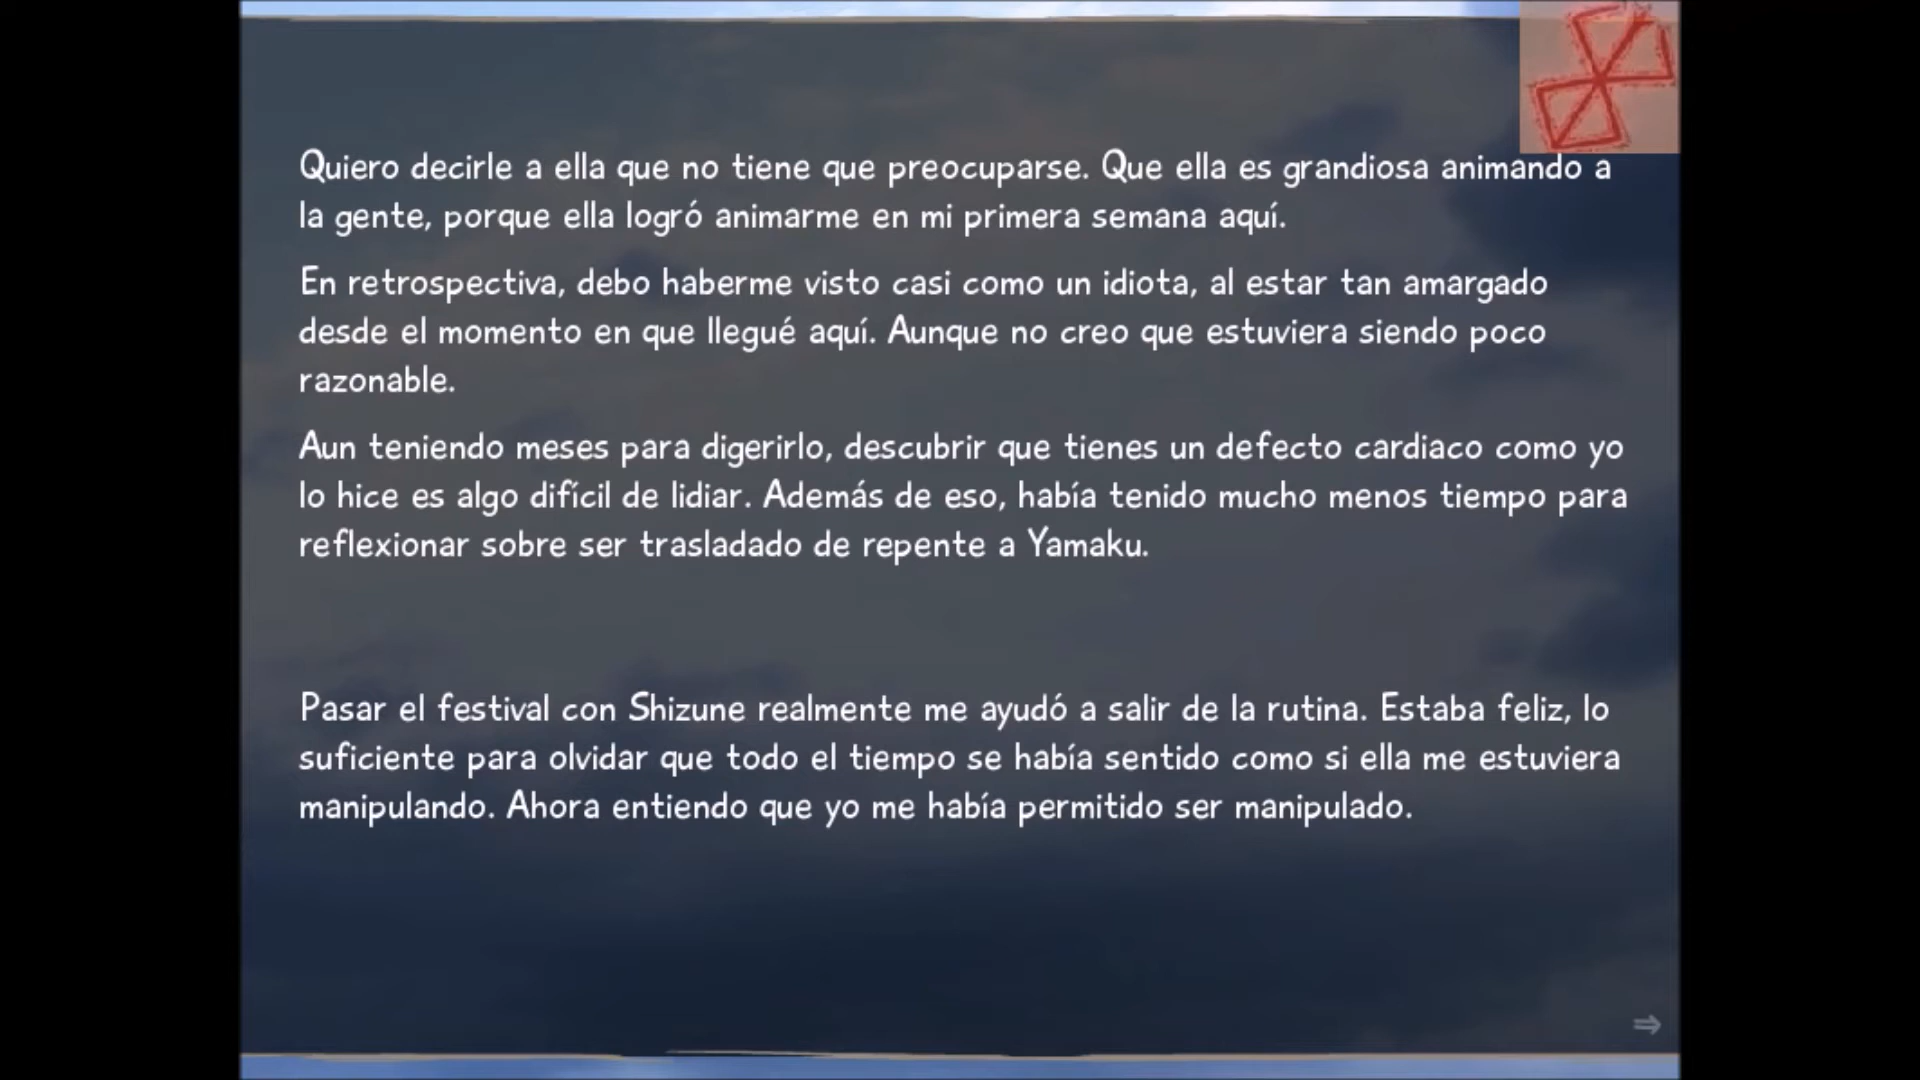 Quiero decirle a ella que no tiene que preocuparse. Que ella es grandiosa animando a
la gente, porque ella logró animarme en mi primera semana aquí.
En retrospectiva, debo haberme visto casi como un idiota, al estar tan amargado
desde el momento en que llegué aquí. Aunque no creo que estuviera siendo poco
razonable.
Aun teniendo meses para digerirlo, descubrir que tienes un defecto cardiaco como yo
lo hice es algo difícil de lidiar. Además de eso, había tenido mucho menos tiempo para
reflexionar sobre ser trasladado de repente a Yamaku.
Pasar el festival con Shizune realmente me ayudó a salir de la rutina. Estaba feliz, lo
suficiente para olvidar que todo el tiempo se había sentido como si ella me estuviera
manipulando. Ahora entiendo que yo me había permitido ser manipulado.